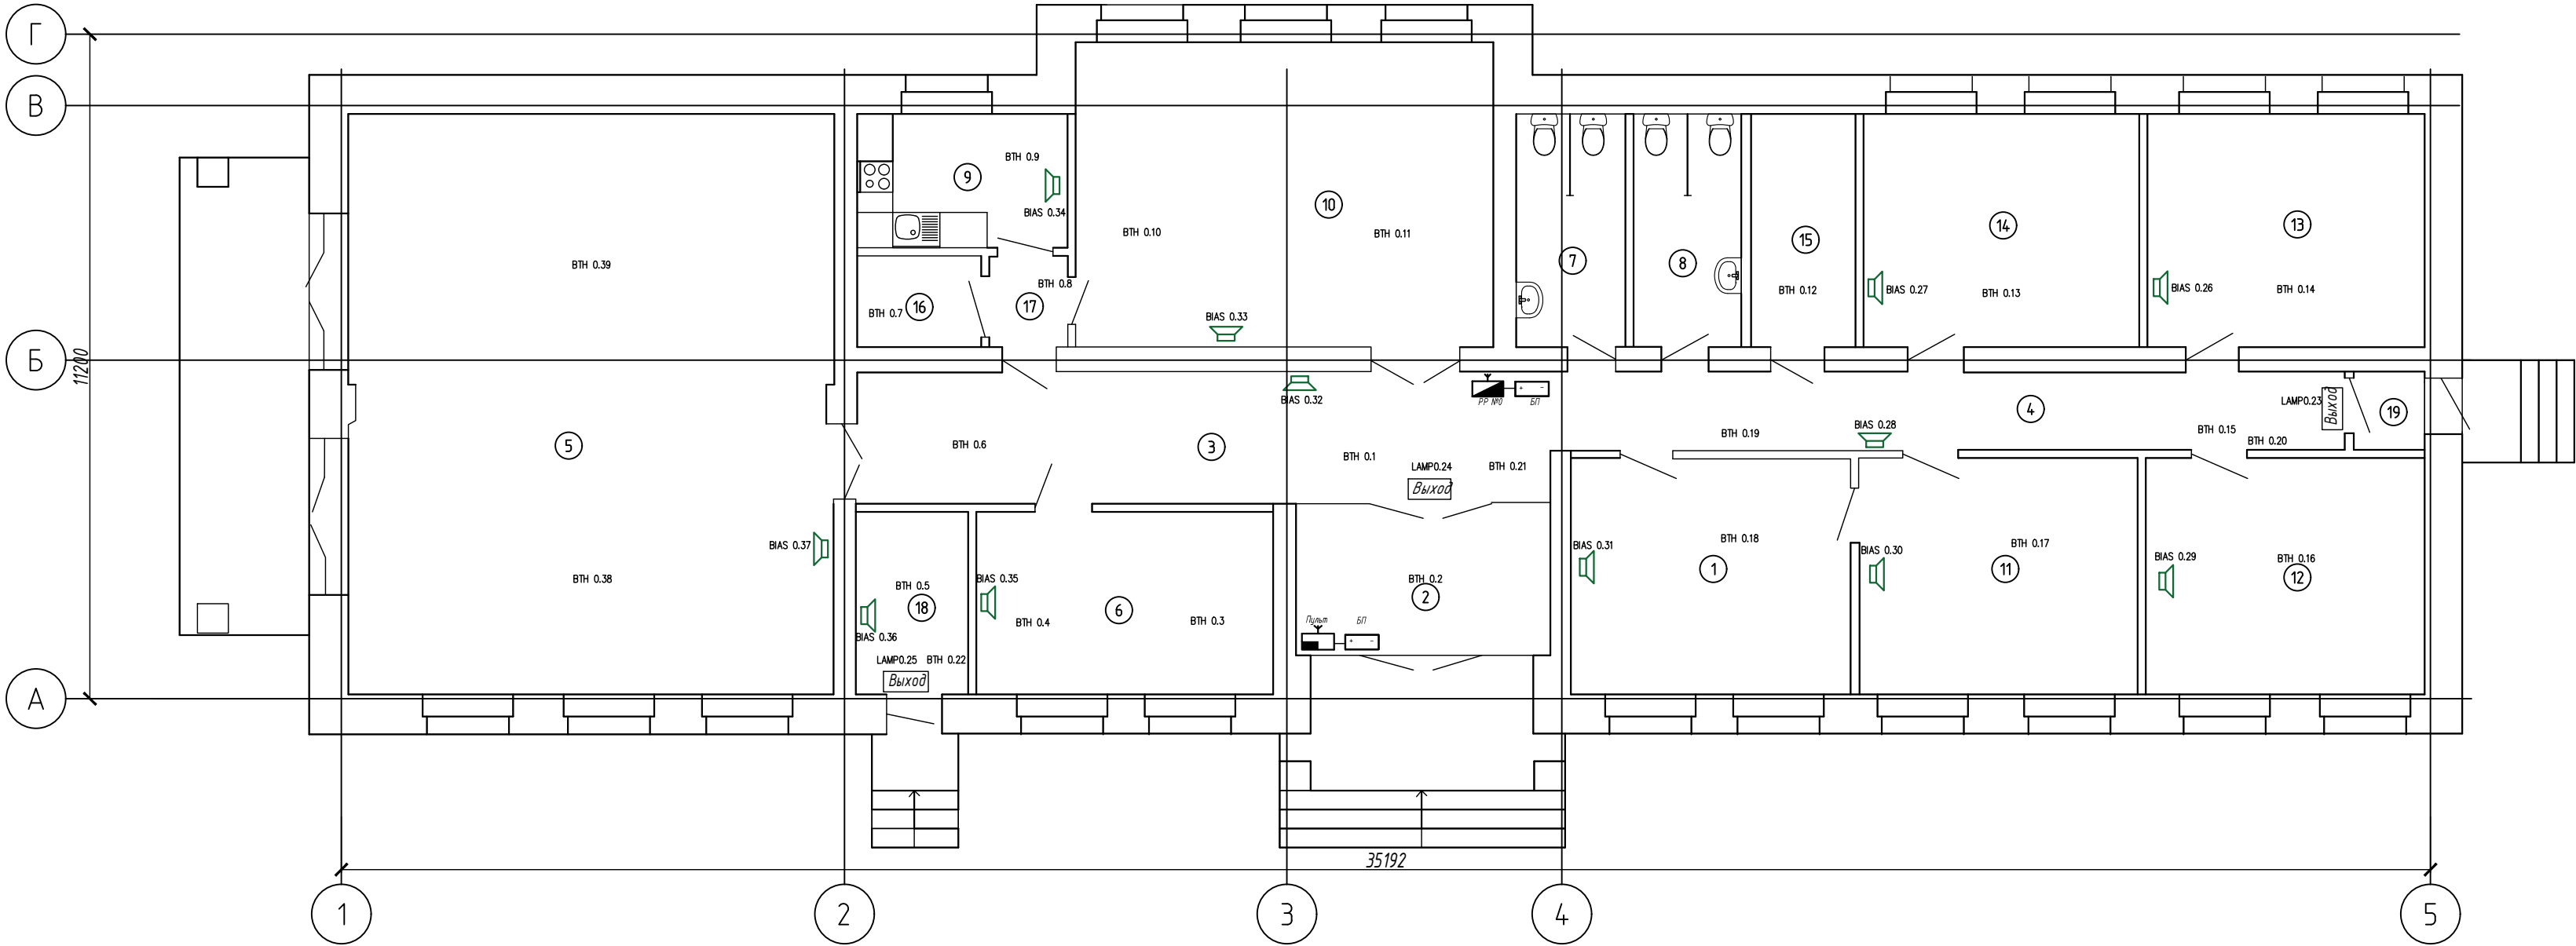 Г
В
ВТН 0.9
9
BIAS 0.34
10
ВТН 0.10
ВТН 0.11
14
13
15
7
8
ВТН 0.39
ВТН 0.8
17
16
ВТН 0.7
ВТН 0.12
BIAS 0.27
ВТН 0.13
BIAS 0.26
ВТН 0.14
BIAS 0.33
Б
11200
BIAS 0.32
РР №0
+ -
БП
LAMP0.23
Выход
4
19
5
ВТН 0.6
3
ВТН 0.1
LAMP0.24
Выход
ВТН 0.21
ВТН 0.19
BIAS 0.28
ВТН 0.15
ВТН 0.20
BIAS 0.37
ВТН 0.38
BIAS 0.31
ВТН 0.18
1
BIAS 0.30
ВТН 0.17
11
BIAS 0.29
ВТН 0.16
12
ВТН 0.5
18
BIAS 0.36
BIAS 0.35
ВТН 0.4
6
ВТН 0.3
ВТН 0.2
2
Пульт
БП
+ -
LAMP0.25
ВТН 0.22
Выход
А
35192
1
2
3
4
5